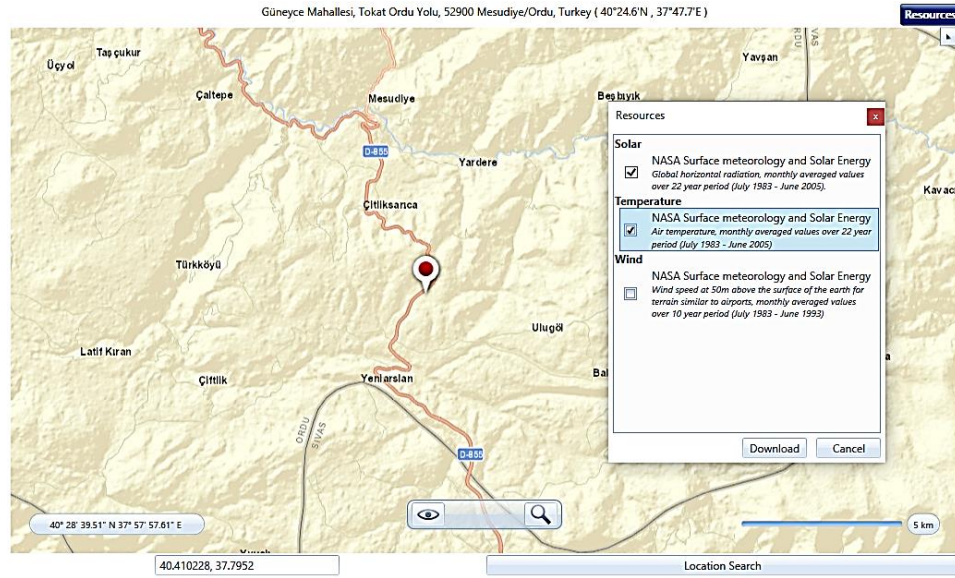 Güneyce Mahallesi, Tokat Ordu Yolu, 52900 Mesudiye/Ordu, Turkey ( 40°24.6'N , 37°47.7'E )
Resources
ORDU
SIVAS
Taşçukur
Üçyol
Yavşan
Çaltepe
Mesudiye
Beşbıyık
D-855
Yardere
Çitliksarıca
Türkköyü
Ulugöl
Latif Kıran
Çiftlik
Yeniarslan
ORDU
SIVAS
D-855
Resources
x
Solar
NASA Surface meteorology and Solar Energy
Global horizontal radiation, monthly averaged values
over 22 year period (July 1983 - June 2005).
Temperature
NASA Surface meteorology and Solar Energy
Air temperature, monthly averaged values over 22 year
period (July 1983 - June 2005)
Wind
NASA Surface meteorology and Solar Energy
Wind speed at 50m above the surface of the earth for
terrain similar to airports, monthly averaged values
over 10 year period (July 1983 - June 1993)
Download
Cancel
40° 28' 39.51" N 37° 57' 57.61" E
5 km
40.410228, 37.7952
Location Search